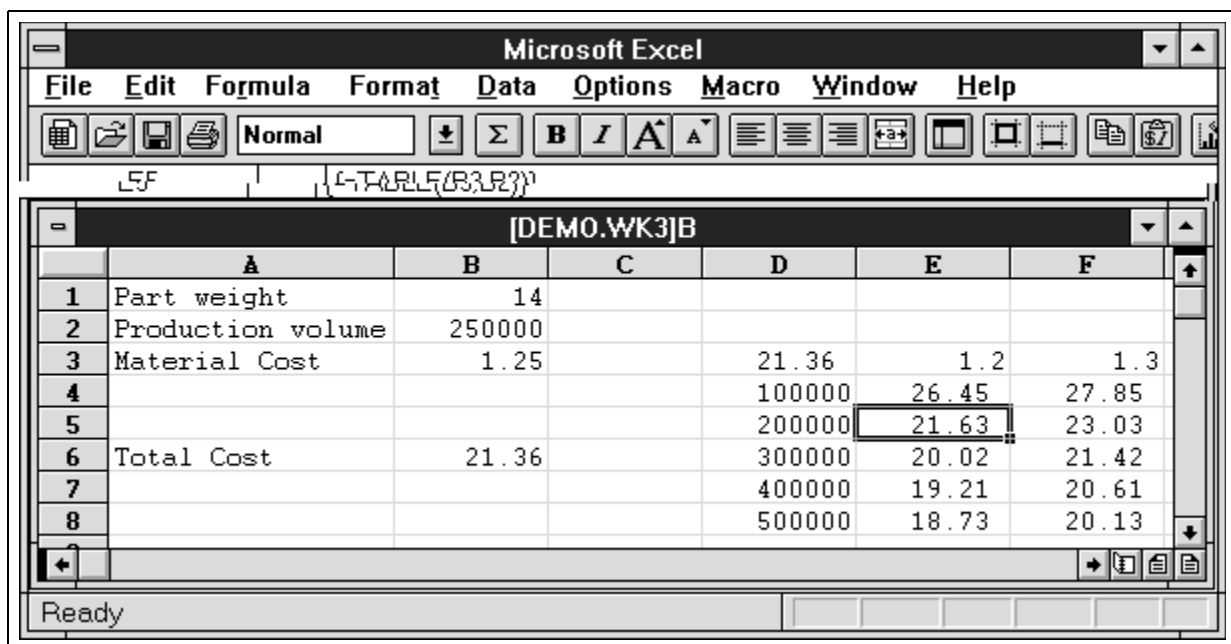 Microsoft Excel
File Edit Formula Format Data Options Macro Window Help
Normal Σ B I A A
[DEMO.WK3]B
A B C D E F
1 Part weight 14
2 Production volume 250000
3 Material Cost 1.25 21.36 1.2 1.3
4 100000 26.45 27.85
5 200000 21.63 23.03
6 Total Cost 21.36 300000 20.02 21.42
7 400000 19.21 20.61
8 500000 18.73 20.13
Ready